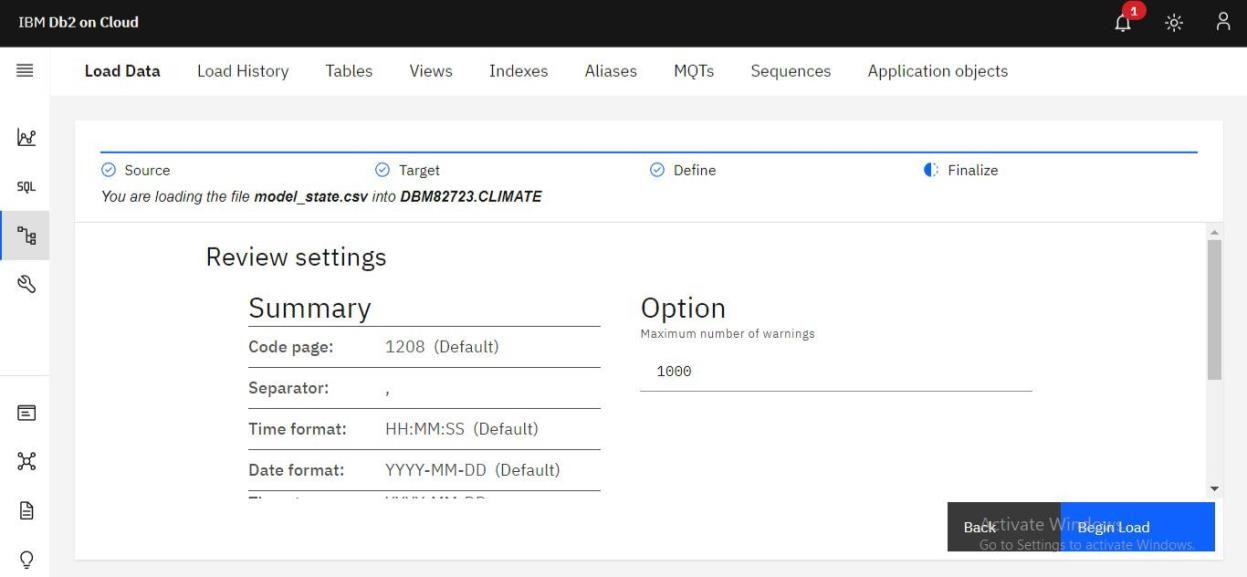 IBM Db2 on Cloud
1
Load Data Load History Tables Views Indexes Aliases MQTs Sequences Application objects
SQL
Source Target Define Finalize
You are loading the file model_state.csv into DBM82723.CLIMATE
Review settings
Summary
Code page: 1208 (Default)
Separator: ,
Time format: HH:MM:SS (Default)
Date format: YYYY-MM-DD (Default)
Option
Maximum number of warnings
1000
Back Begin Load
Activate Windows
Go to Settings to activate Windows.